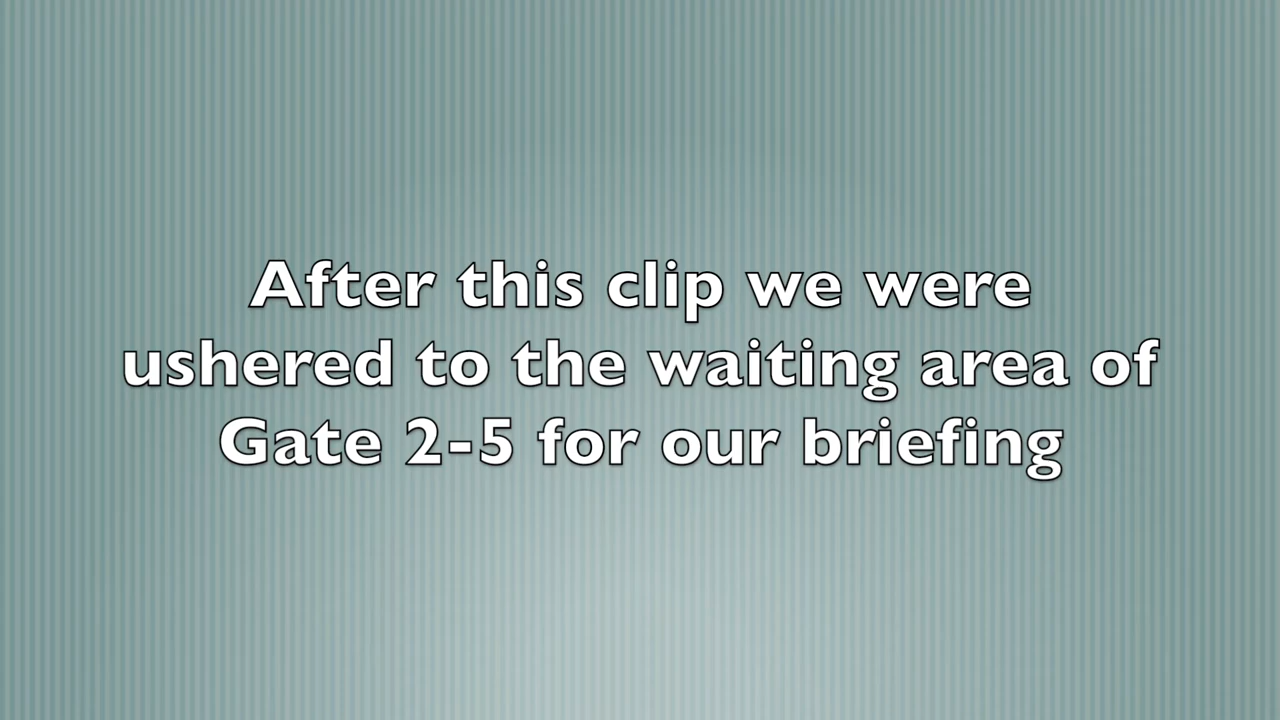 After this clip we were
ushered to the waiting area of
Gate 2-5 for our briefing